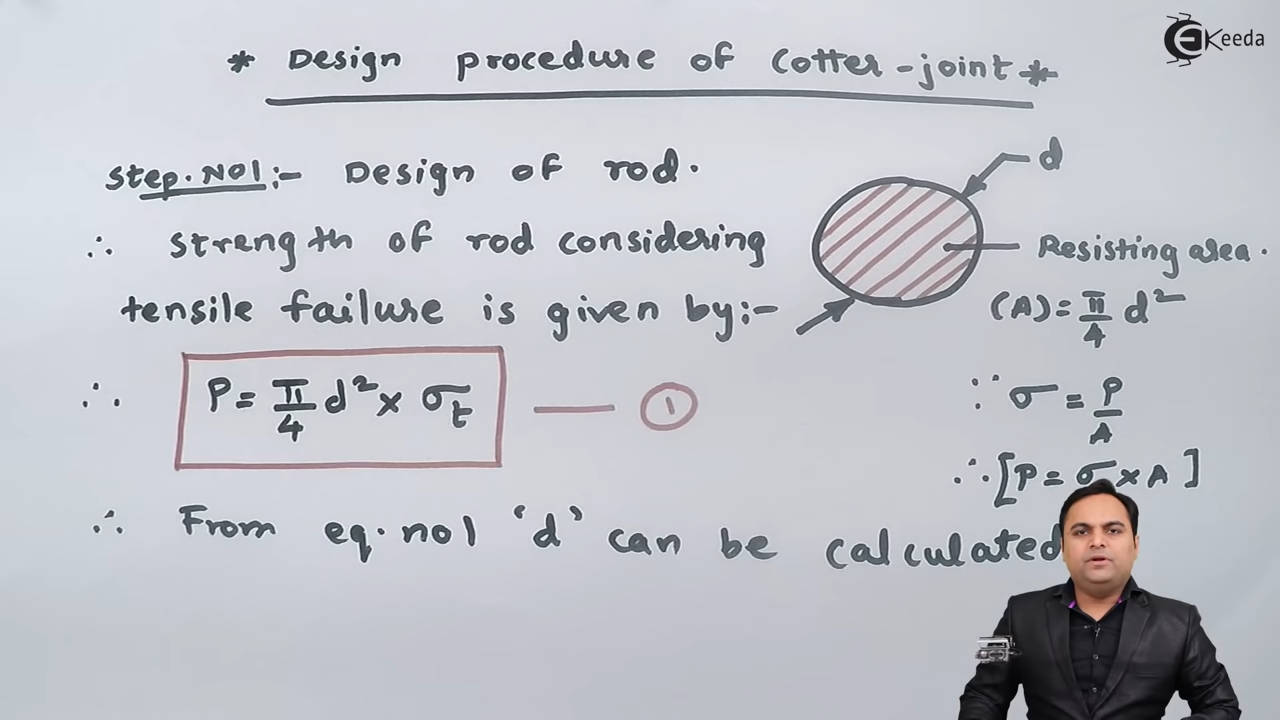 EKeeda
* Design procedure of Cotter-joint *
Step.No1:- Design of rod.
d
∴ Strength of rod considering
Resisting area.
tensile failure is given by:-
(A)=π/4 d²
∴ P=π/4 d²× σt —— ①
∵ σ = P/A
∴[P=σ×A]
∴ From eq.no1 'd' can be calculated